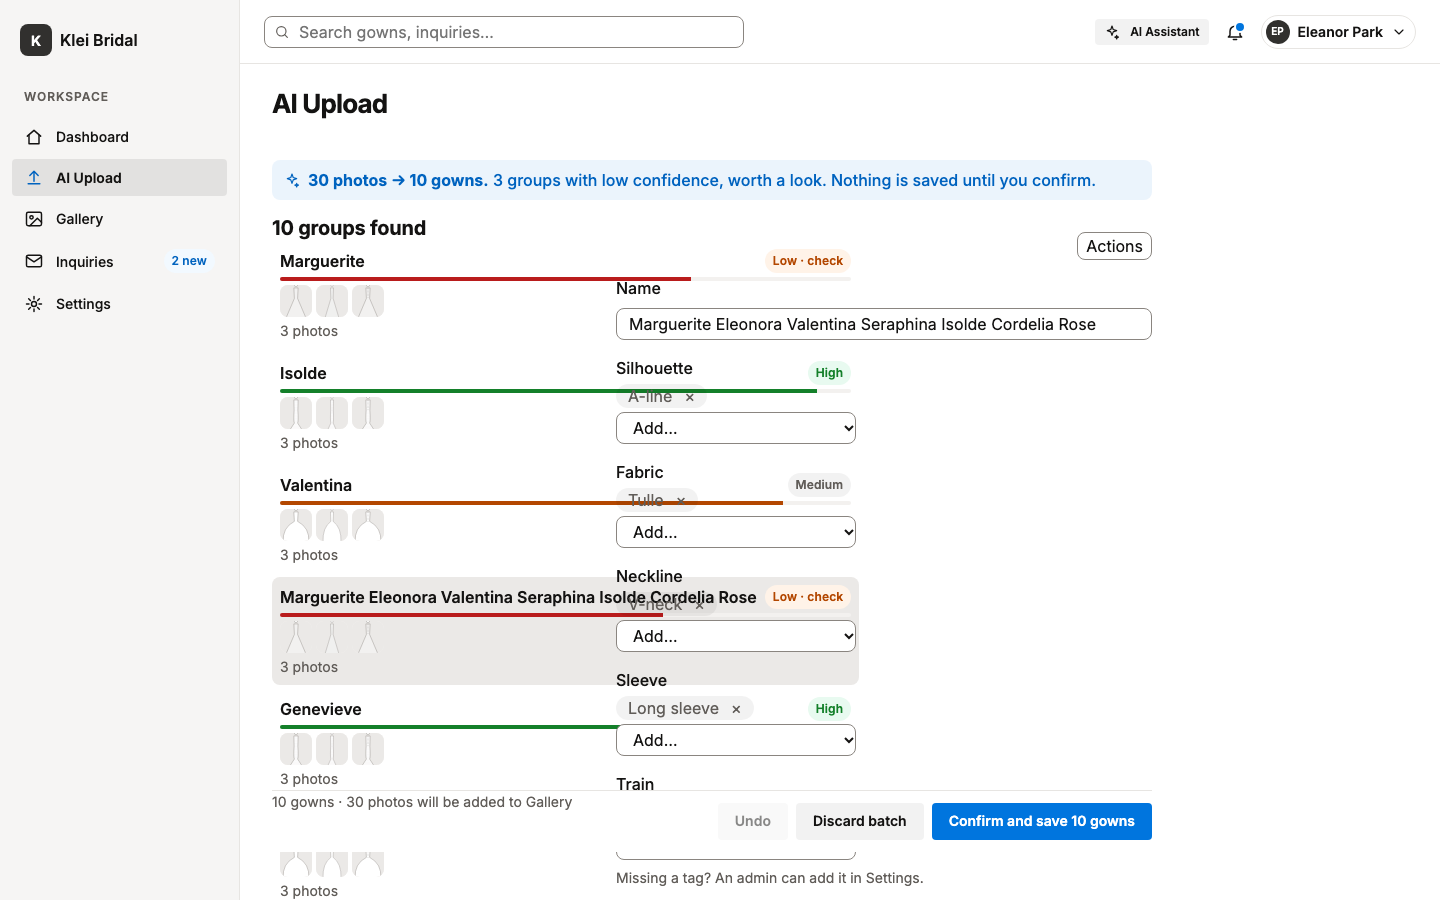 K Klei Bridal
WORKSPACE
Dashboard
AI Upload
Gallery
Inquiries 2 new
Settings
Search gowns, inquiries...
AI Assistant
EP Eleanor Park
AI Upload
30 photos → 10 gowns. 3 groups with low confidence, worth a look. Nothing is saved until you confirm.
10 groups found
Actions
Marguerite Low · check
3 photos
Isolde High
3 photos
Valentina Medium
3 photos
Marguerite Eleonora Valentina Seraphina Isolde Cordelia Rose Low · check
3 photos
Genevieve High
3 photos
3 photos
Name
Marguerite Eleonora Valentina Seraphina Isolde Cordelia Rose
Silhouette
A-line ×
Add...
Fabric
Tulle ×
Add...
Neckline
V-neck ×
Add...
Sleeve
Long sleeve ×
Add...
Train
Missing a tag? An admin can add it in Settings.
10 gowns · 30 photos will be added to Gallery
Undo
Discard batch
Confirm and save 10 gowns